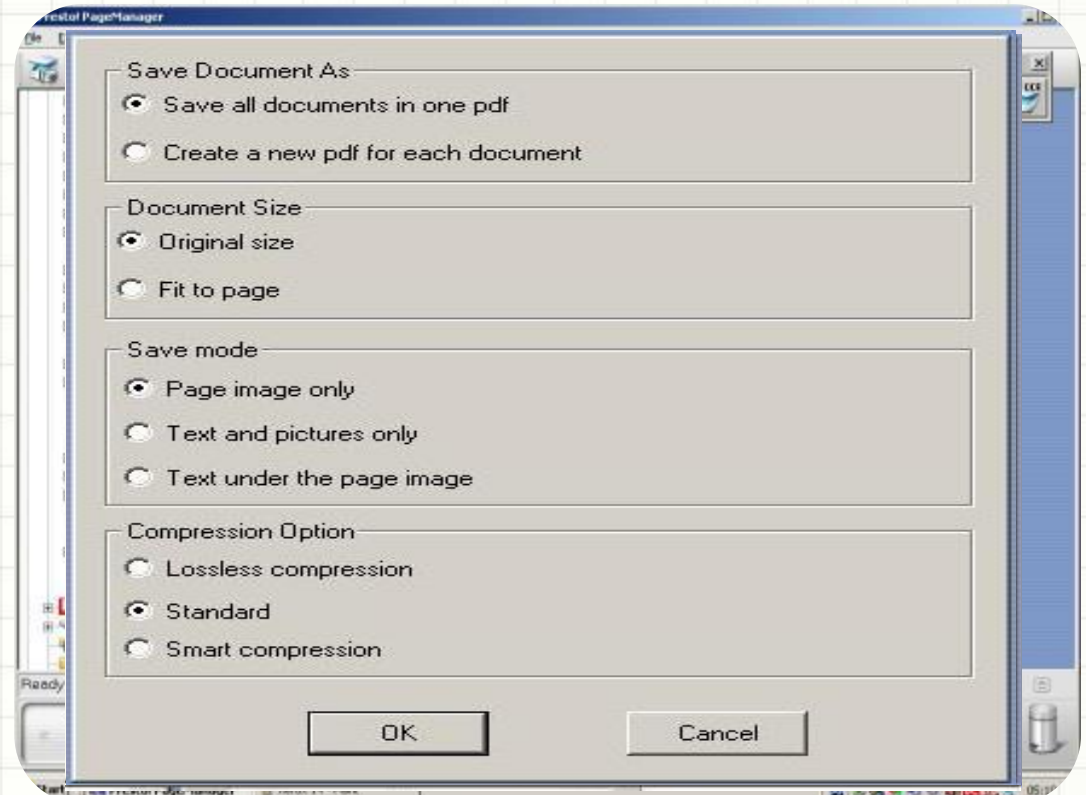 Presto! PageManager
Save Document As
Save all documents in one pdf
Create a new pdf for each document
Document Size
Original size
Fit to page
Save mode
Page image only
Text and pictures only
Text under the page image
Compression Option
Lossless compression
Standard
Smart compression
Ready
OK
Cancel